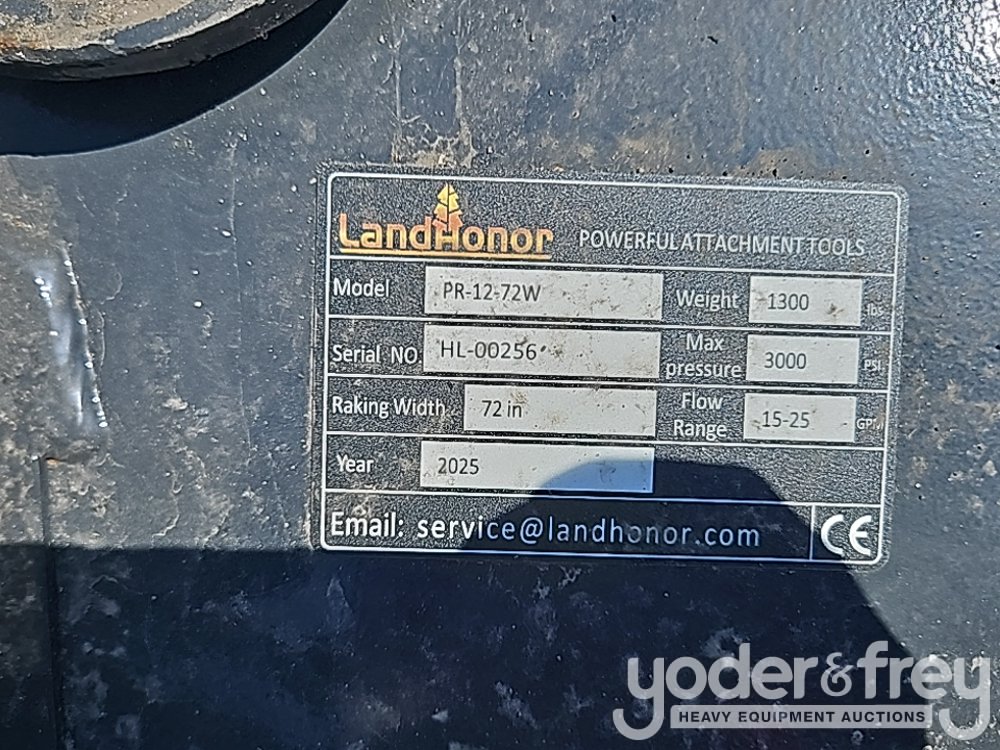 LandHonor POWERFUL ATTACHMENT TOOLS
Model PR-12-72W Weight 1300 lbs
Serial NO. HL-00256 Max pressure 3000 PSI
Raking Width 72 in Flow Range 15-25 GPM
Year 2025
Email: service@landhonor.com CE
yoder&frey
HEAVY EQUIPMENT AUCTIONS